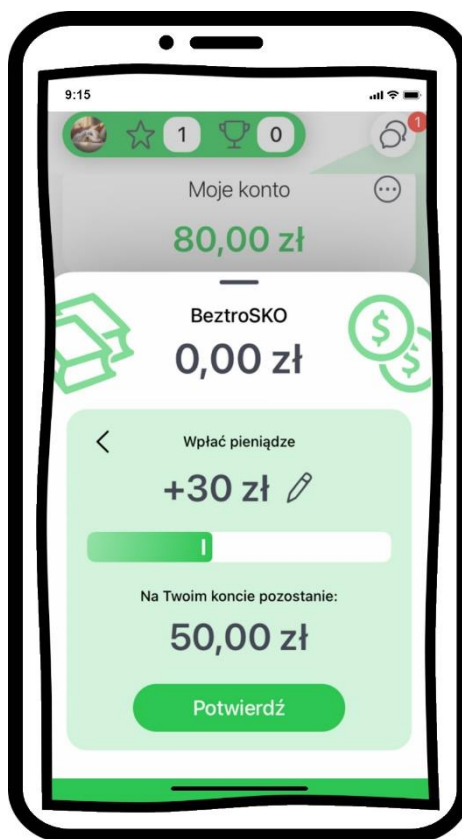 9:15
1
0
1
Moje konto
80,00 zł
BeztroSKO
0,00 zł
$
$
Wpłać pieniądze
+30 zł
Na Twoim koncie pozostanie:
50,00 zł
Potwierdź